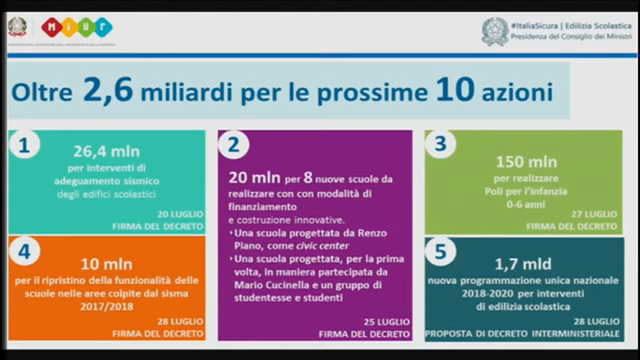 MIUR
#ItaliaSicura | Edilizia Scolastica
Presidenza del Consiglio dei Ministri
Oltre 2,6 miliardi per le prossime 10 azioni
1
26,4 mln
per interventi di
adeguamento sismico
degli edifici scolastici
20 LUGLIO
FIRMA DEL DECRETO
2
20 mln per 8 nuove scuole da
realizzare con con modalità di
finanziamento
e costruzione innovative.
• Una scuola progettata da Renzo
Piano, come civic center
• Una scuola progettata, per la prima
volta, in maniera partecipata da
Mario Cucinella e un gruppo di
studentesse e studenti
25 LUGLIO
FIRMA DEL DECRETO
3
150 mln
per realizzare
Poli per l'infanzia
0-6 anni
27 LUGLIO
FIRMA DEL DECRETO
4
10 mln
per il ripristino della funzionalità delle
scuole nelle aree colpite dal sisma
2017/2018
28 LUGLIO
FIRMA DEL DECRETO
5
1,7 mld
nuova programmazione unica nazionale
2018-2020 per interventi
di edilizia scolastica
28 LUGLIO
PROPOSTA DI DECRETO INTERMINISTERIALE